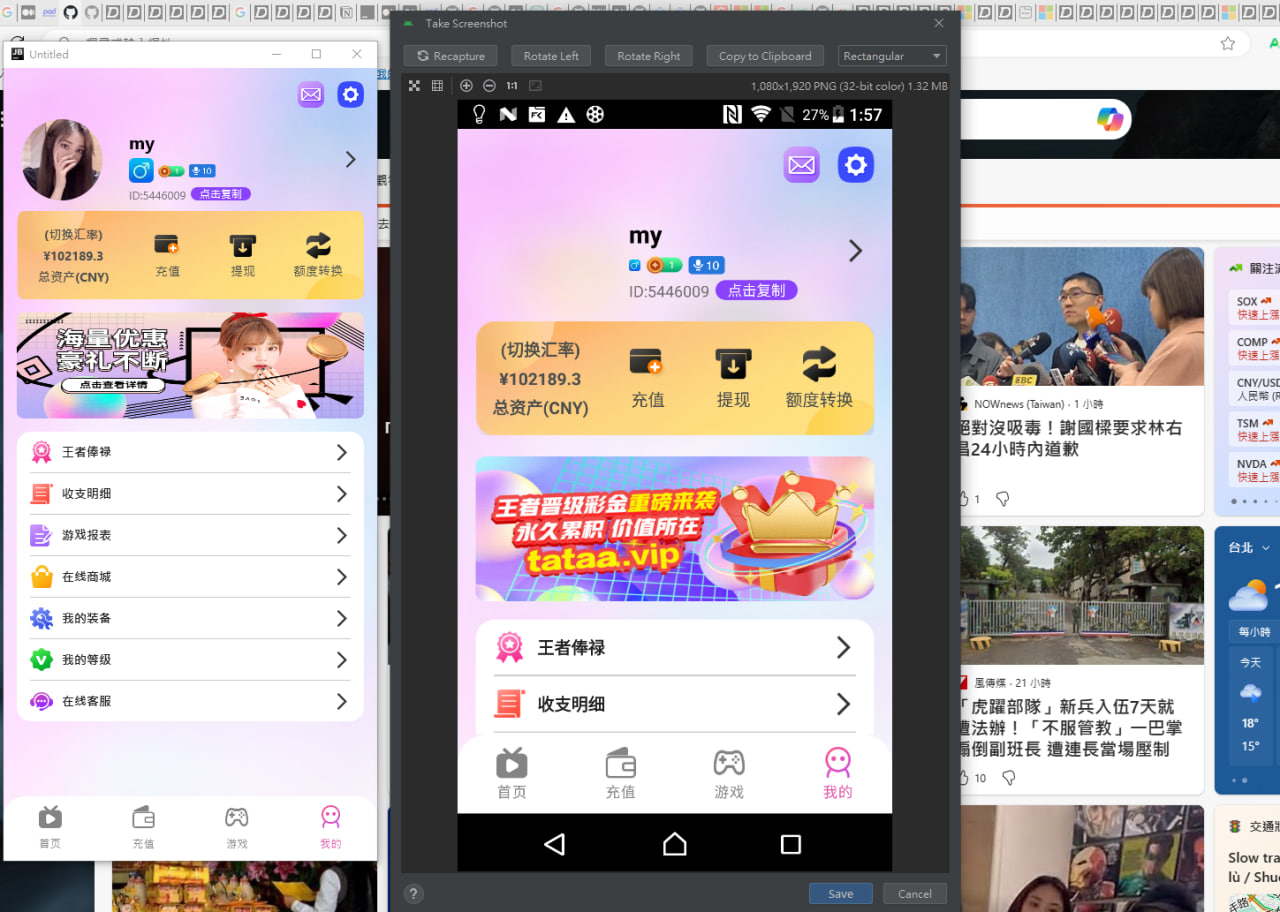 Untitled
my
1
10
ID:5446009
点击复制
(切换汇率)
¥102189.3
总资产(CNY)
充值
提现
额度转换
海量优惠
豪礼不断
点击查看详情
王者俸禄
收支明细
游戏报表
在线商城
我的装备
我的等级
在线客服
首页
充值
游戏
我的
Take Screenshot
Recapture
Rotate Left
Rotate Right
Copy to Clipboard
Rectangular
1:1
1,080x1,920 PNG (32-bit color) 1.32 MB
27%
1:57
my
1
10
ID:5446009
点击复制
(切换汇率)
¥102189.3
总资产(CNY)
充值
提现
额度转换
王者晋级彩金重磅来袭
永久累积 价值所在
tataa.vip
王者俸禄
收支明细
首页
充值
游戏
我的
?
Save
Cancel
EBC
NOWnews (Taiwan) · 1 小時
絕對沒吸毒！謝國樑要求林右
昌24小時內道歉
1
風傳媒 · 21 小時
「虎躍部隊」新兵入伍7天就
遭法辦！「不服管教」一巴掌
搧倒副班長 遭連長當場壓制
10
關注
SOX
快速上漲
COMP
快速上漲
CNY/USD
人民幣
TSM
快速上漲
NVDA
快速上漲
台北
每小時
今天
18°
15°
交通
Slow tra
lù / Shu